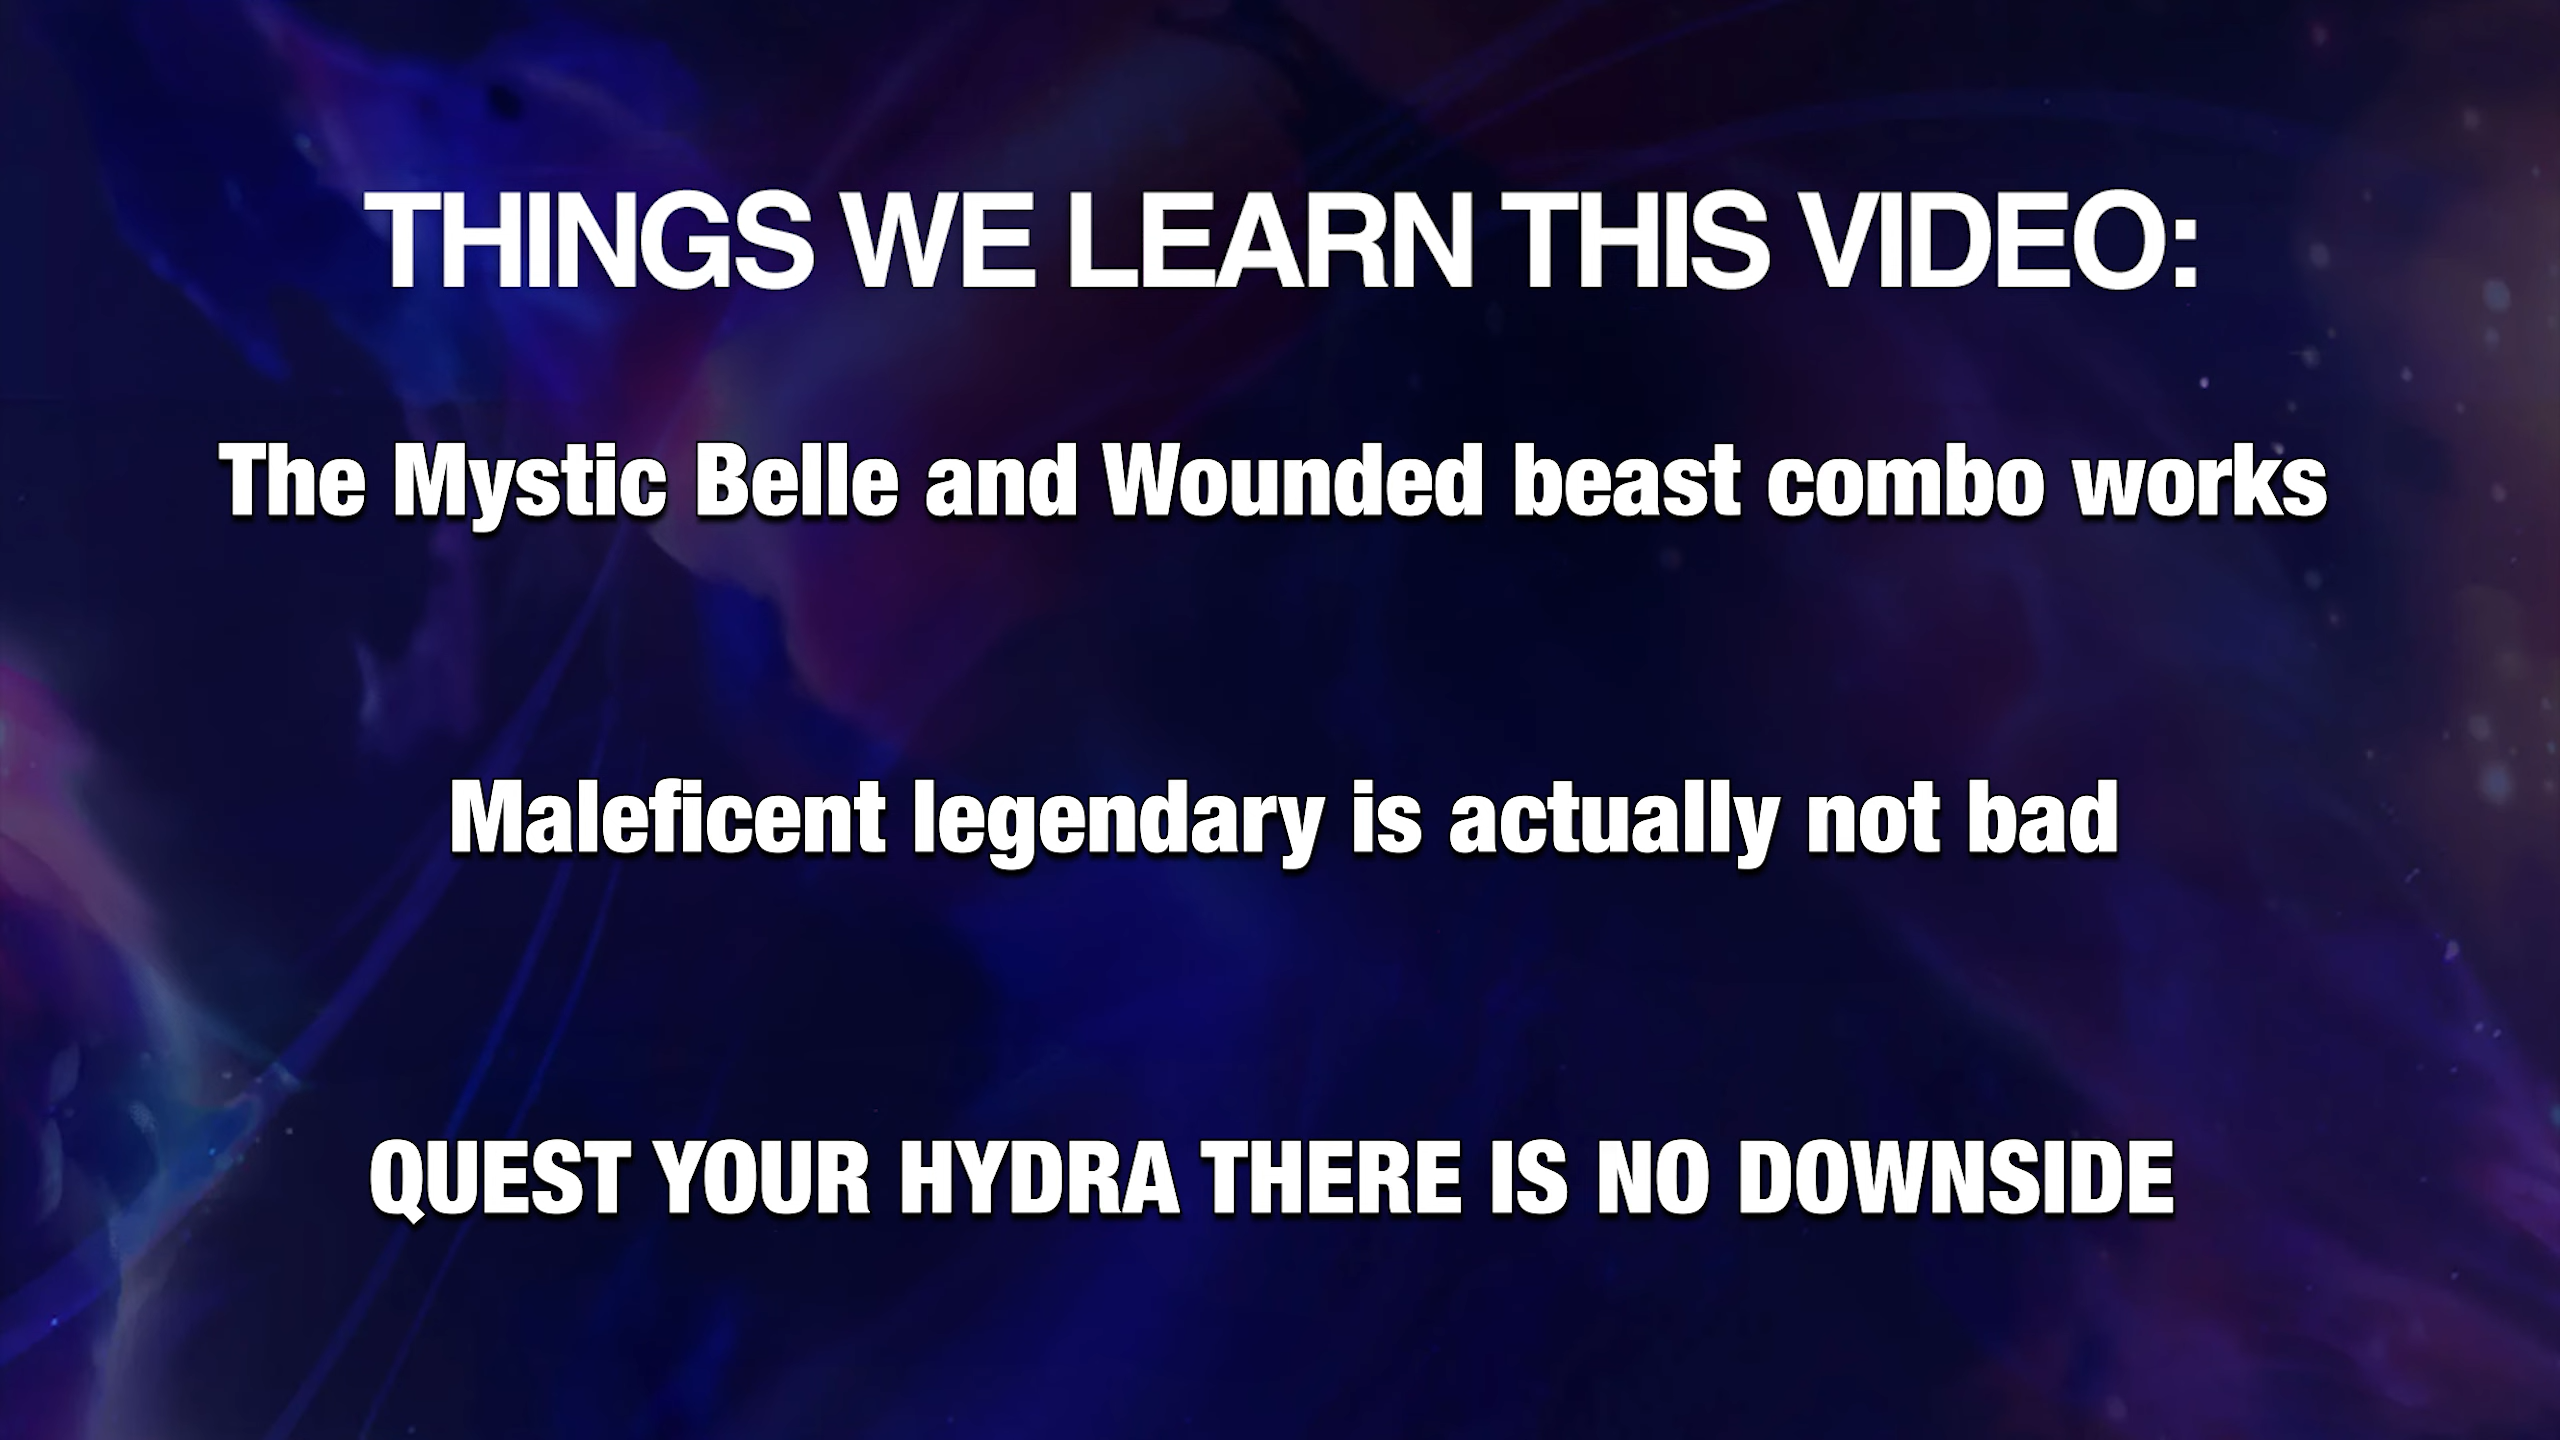 THINGS WE LEARN THIS VIDEO:
The Mystic Belle and Wounded beast combo works
Maleficent legendary is actually not bad
QUEST YOUR HYDRA THERE IS NO DOWNSIDE